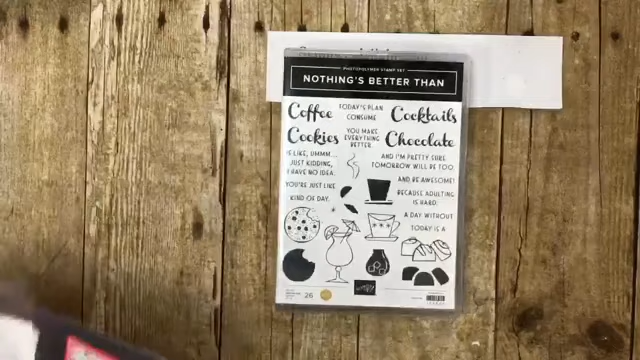 PHOTOPOLYMER STAMP SET
NOTHING'S BETTER THAN
Coffee
TODAY'S PLAN
CONSUME
Cocktails
Cookies
YOU MAKE
EVERYTHING
BETTER.
Chocolate
BE LIKE, UMMM...
JUST KIDDING,
I HAVE NO IDEA.
AND I'M PRETTY SURE
TOMORROW WILL BE TOO.
AND BE AWESOME!
YOU'RE JUST LIKE
BECAUSE ADULTING
IS HARD.
KIND OF DAY.
A DAY WITHOUT
TODAY IS A
26